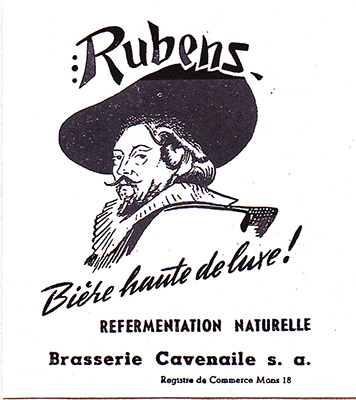 Rubens.
Bière haute de luxe!
REFERMENTATION NATURELLE
Brasserie Cavenaile s. a.
Registre de Commerce Mons 18